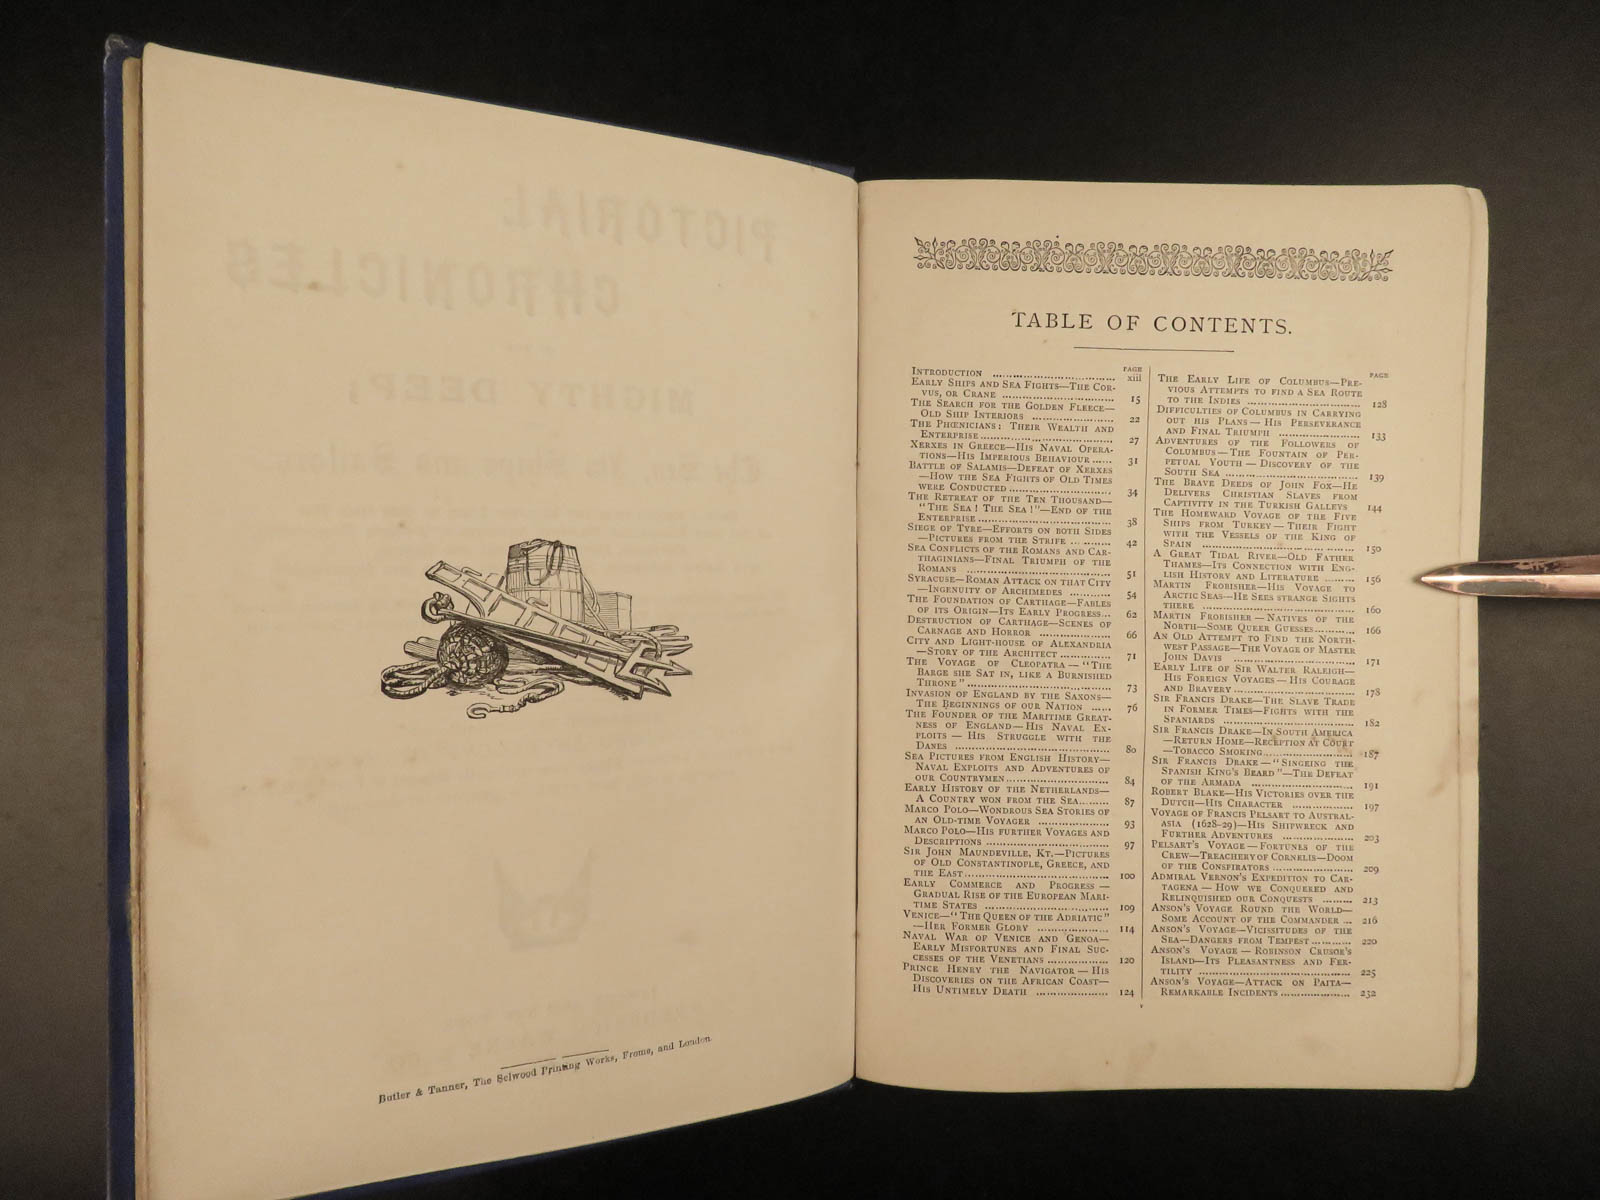 Butler & Tanner, The Selwood Printing Works, Frome, and London.
TABLE OF CONTENTS.
PAGE
Introduction xiii
Early Ships and Sea Fights—The Cor-
vus, or Crane 15
The Search for the Golden Fleece—
Old Ship Interiors 22
The Phœnicians: Their Wealth and
Enterprise 27
Xerxes in Greece—His Naval Opera-
tions—His Imperious Behaviour 31
Battle of Salamis—Defeat of Xerxes
—How the Sea Fights of Old Times
were Conducted 34
The Retreat of the Ten Thousand—
"The Sea! The Sea!"—End of the
Enterprise 38
Siege of Tyre—Efforts on both Sides
—Pictures from the Strife 42
Sea Conflicts of the Romans and Car-
thaginians—Final Triumph of the
Romans 51
Syracuse—Roman Attack on that City
—Ingenuity of Archimedes 54
The Foundation of Carthage—Fables
of its Origin—Its Early Progress 62
Destruction of Carthage—Scenes of
Carnage and Horror 66
City and Light-house of Alexandria
—Story of the Architect 71
The Voyage of Cleopatra—"The
Barge she Sat in, like a Burnished
Throne" 73
Invasion of England by the Saxons—
The Beginnings of our Nation 76
The Founder of the Maritime Great-
ness of England—His Naval Ex-
ploits—His Struggle with the
Danes 80
Sea Pictures from English History—
Naval Exploits and Adventures of
our Countrymen 84
Early History of the Netherlands—
A Country won from the Sea 87
Marco Polo—Wondrous Sea Stories of
an Old-time Voyager 93
Marco Polo—His further Voyages and
Descriptions 97
Sir John Maundeville, Kt.—Pictures
of Old Constantinople, Greece, and
the East 100
Early Commerce and Progress—
Gradual Rise of the European Mari-
time States 109
Venice—"The Queen of the Adriatic"
—Her Former Glory 114
Naval War of Venice and Genoa—
Early Misfortunes and Final Suc-
cesses of the Venetians 120
Prince Henry the Navigator—His
Discoveries on the African Coast—
His Untimely Death 124
PAGE
The Early Life of Columbus—Pre-
vious Attempts to find a Sea Route
to the Indies 128
Difficulties of Columbus in Carrying
out his Plans—His Perseverance
and Final Triumph 133
Adventures of the Followers of
Columbus—The Fountain of Per-
petual Youth—Discovery of the
South Sea 139
The Brave Deeds of John Fox—He
Delivers Christian Slaves from
Captivity in the Turkish Galleys 144
The Homeward Voyage of the Five
Ships from Turkey—Their Fight
with the Vessels of the King of
Spain 150
A Great Tidal River—Old Father
Thames—Its Connection with Eng-
lish History and Literature 156
Martin Frobisher—His Voyage to
Arctic Seas—He Sees strange Sights
there 160
Martin Frobisher—Natives of the
North—Some Queer Guesses 166
An Old Attempt to Find the North-
west Passage—The Voyage of Master
John Davis 171
Early Life of Sir Walter Raleigh—
His Foreign Voyages—His Courage
and Bravery 178
Sir Francis Drake—The Slave Trade
in Former Times—Fights with the
Spaniards 182
Sir Francis Drake—In South America
—Return Home—Reception at Court
—Tobacco Smoking 187
Sir Francis Drake—"Singeing the
Spanish King's Beard"—The Defeat
of the Armada 191
Robert Blake—His Victories over the
Dutch—His Character 197
Voyage of Francis Pelsart to Austral-
asia (1628-29)—His Shipwreck and
Further Adventures 203
Pelsart's Voyage—Fortunes of the
Crew—Treachery of Cornelis—Doom
of the Conspirators 209
Admiral Vernon's Expedition to Car-
tagena—How we Conquered and
Relinquished our Conquests 213
Anson's Voyage Round the World—
Some Account of the Commander 216
Anson's Voyage—Vicissitudes of the
Sea—Dangers from Tempest 220
Anson's Voyage—Robinson Crusoe's
Island—Its Pleasantness and Fer-
tility 225
Anson's Voyage—Attack on Paita—
Remarkable Incidents 232
v